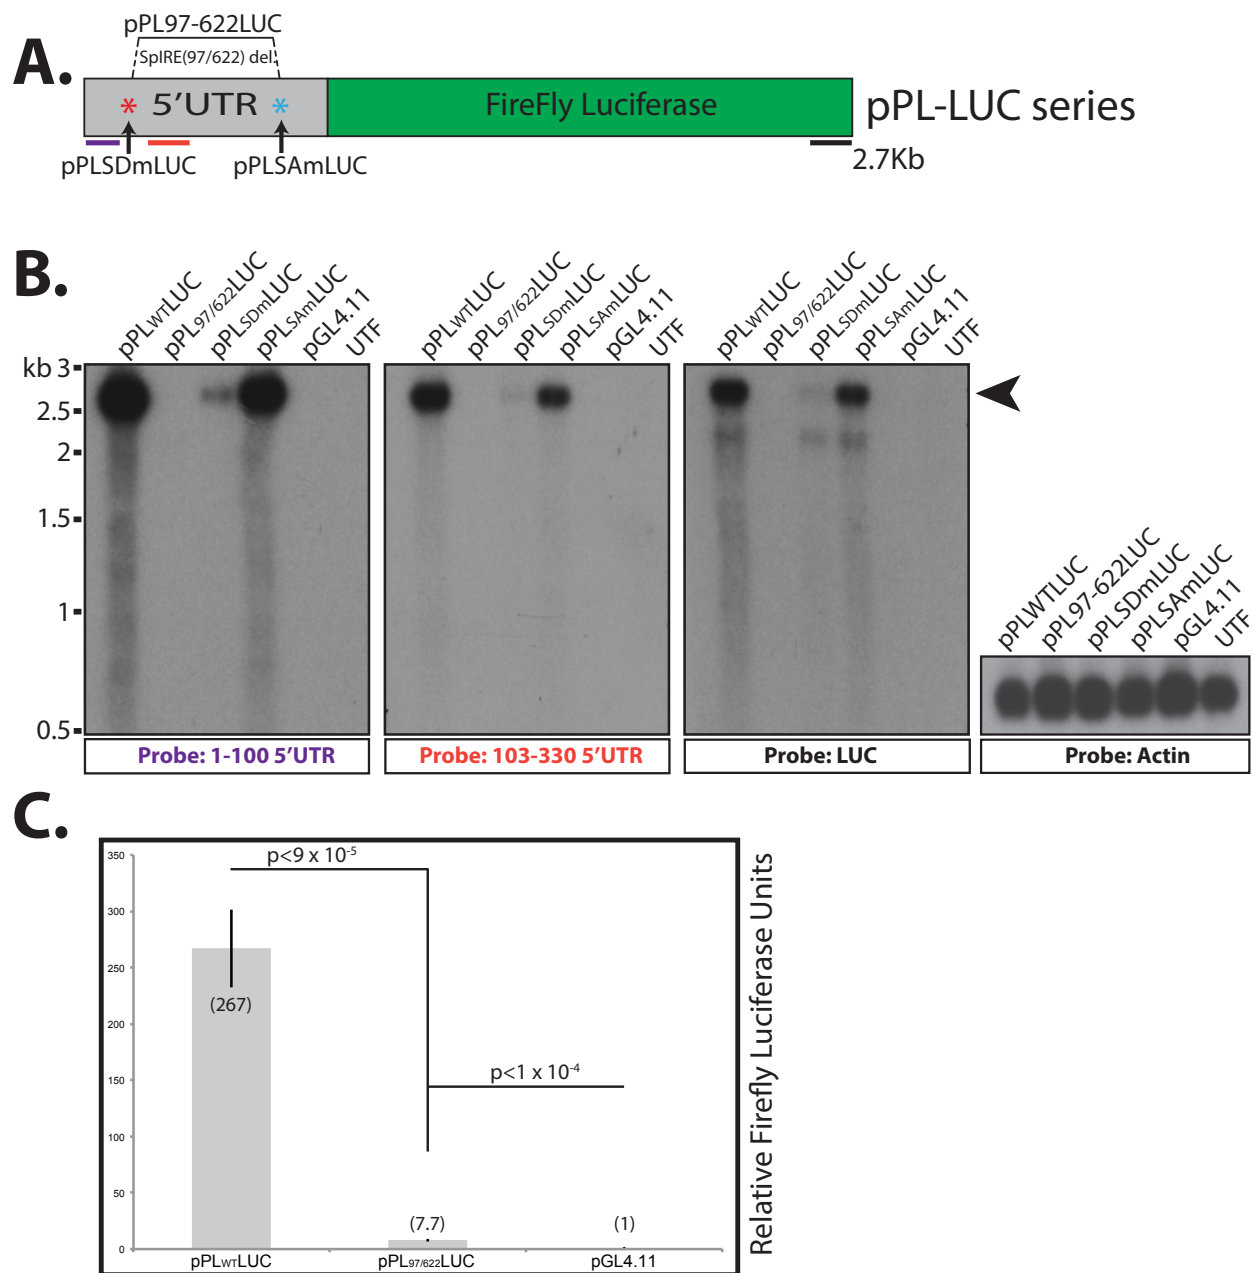 A.
pPL97-622LUC
SpIRE(97/622) del.
* 5'UTR *
FireFly Luciferase
pPL-LUC series
pPLSDmLUC
pPLSAmLUC
2.7Kb
B.
pPLWTLUC
pPL97/622LUC
pPLSDmLUC
pPLSAmLUC
pGL4.11
UTF
pPLWTLUC
pPL97/622LUC
pPLSDmLUC
pPLSAmLUC
pGL4.11
UTF
pPLWTLUC
pPL97/622LUC
pPLSDmLUC
pPLSAmLUC
pGL4.11
UTF
kb 3
2.5
2
1.5
1
0.5
pPLWTLUC
pPL97-622LUC
pPLSDmLUC
pPLSAmLUC
pGL4.11
UTF
Probe: 1-100 5'UTR
Probe: 103-330 5'UTR
Probe: LUC
Probe: Actin
C.
350
300
250
200
150
100
50
0
p<9 x 10⁻⁵
p<1 x 10⁻⁴
(267)
(7.7)
(1)
pPLWTLUC
pPL97/622LUC
pGL4.11
Relative Firefly Luciferase Units